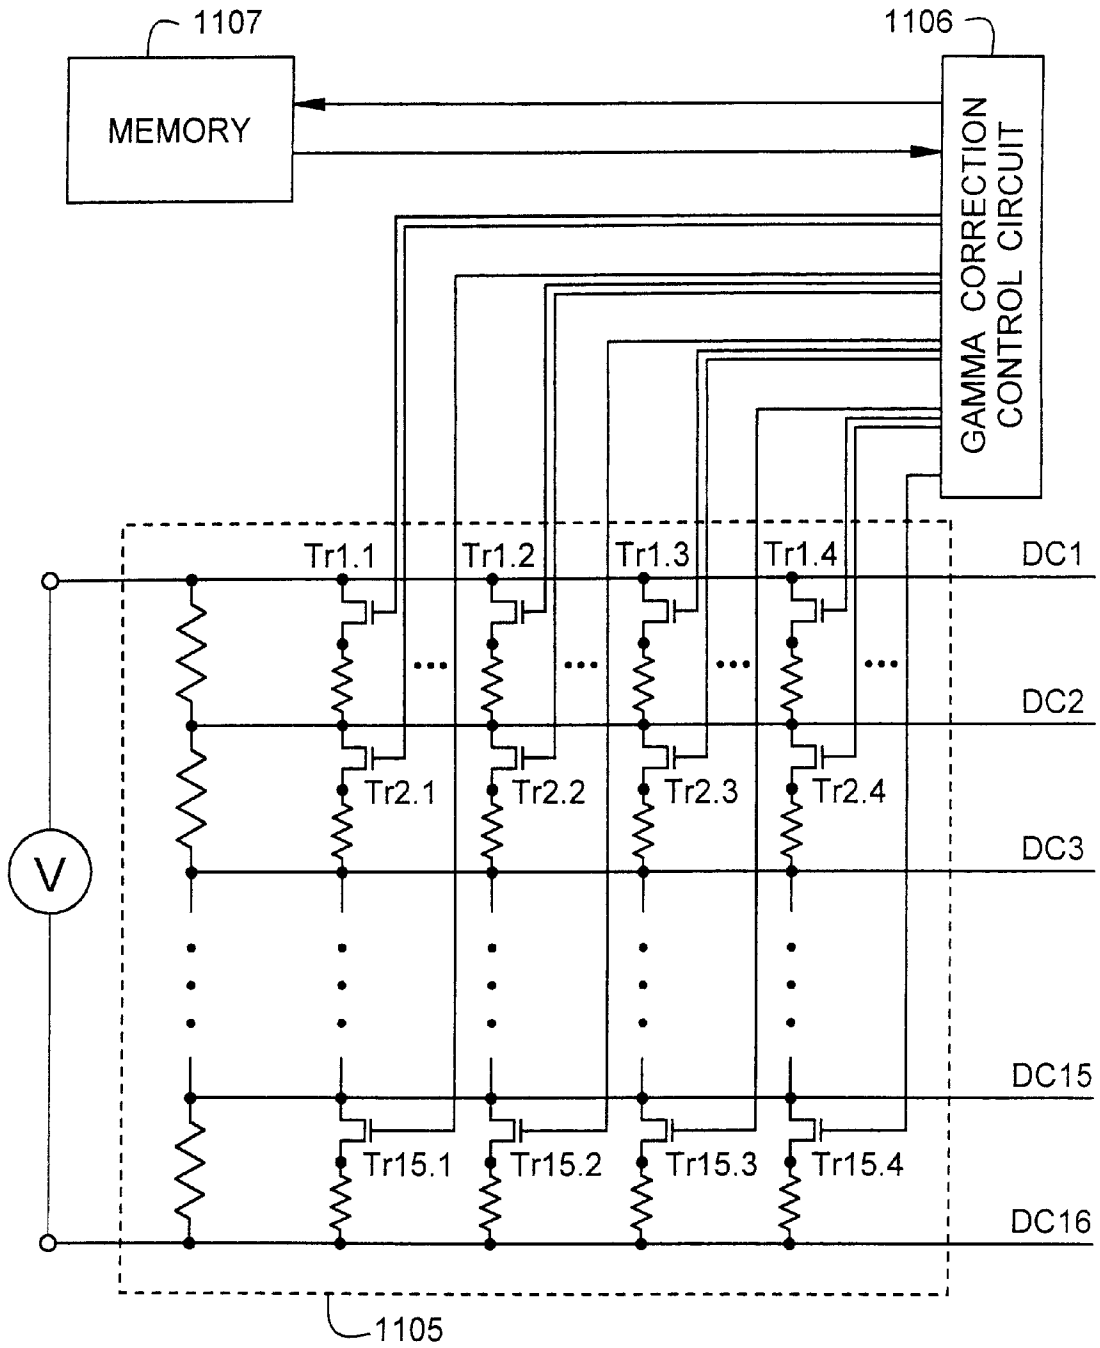 1107
1106
MEMORY
GAMMA CORRECTION
CONTROL CIRCUIT
Tr1.1
Tr1.2
Tr1.3
Tr1.4
DC1
DC2
Tr2.1
Tr2.2
Tr2.3
Tr2.4
DC3
V
DC15
Tr15.1
Tr15.2
Tr15.3
Tr15.4
DC16
1105